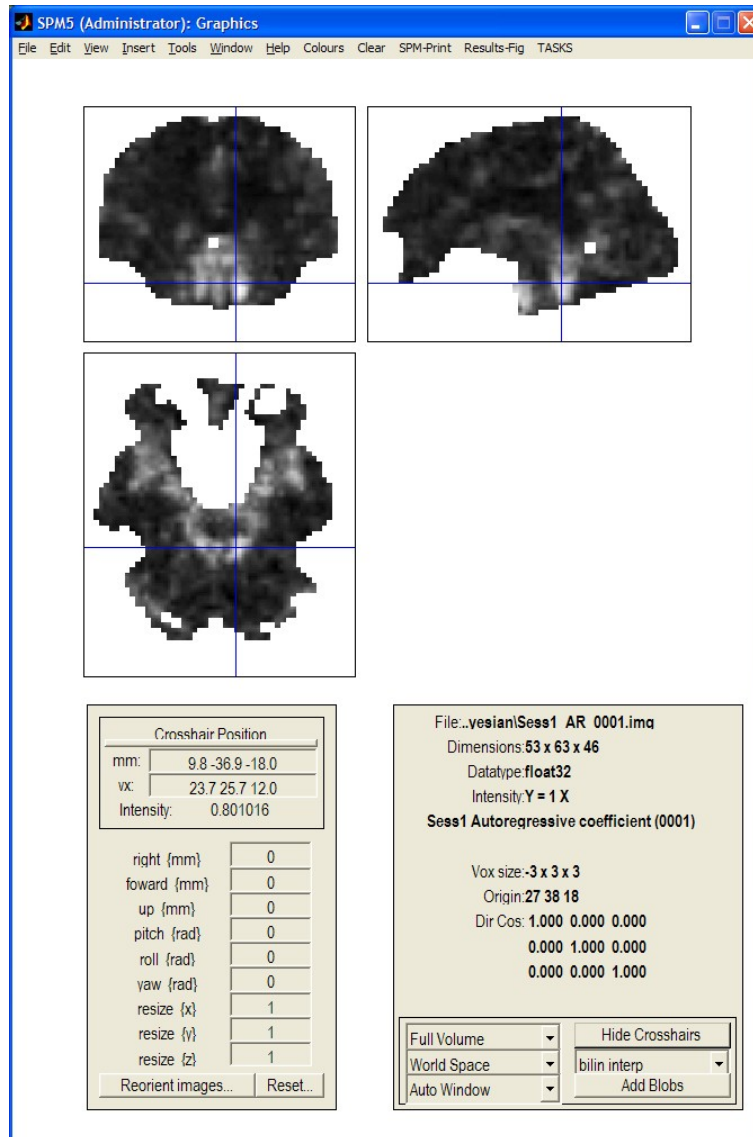 SPM5 (Administrator): Graphics
File Edit View Insert Tools Window Help Colours Clear SPM-Print Results-Fig TASKS
Crosshair Position
mm: 9.8 -36.9 -18.0
vx: 23.7 25.7 12.0
Intensity: 0.801016
right {mm} 0
foward {mm} 0
up {mm} 0
pitch {rad} 0
roll {rad} 0
yaw {rad} 0
resize {x} 1
resize {y} 1
resize {z} 1
Reorient images... Reset...
File:..yesian\Sess1_AR_0001.img
Dimensions:53 x 63 x 46
Datatype:float32
Intensity:Y = 1 X
Sess1 Autoregressive coefficient (0001)
Vox size:-3 x 3 x 3
Origin:27 38 18
Dir Cos: 1.000 0.000 0.000
0.000 1.000 0.000
0.000 0.000 1.000
Full Volume Hide Crosshairs
World Space bilin interp
Auto Window Add Blobs